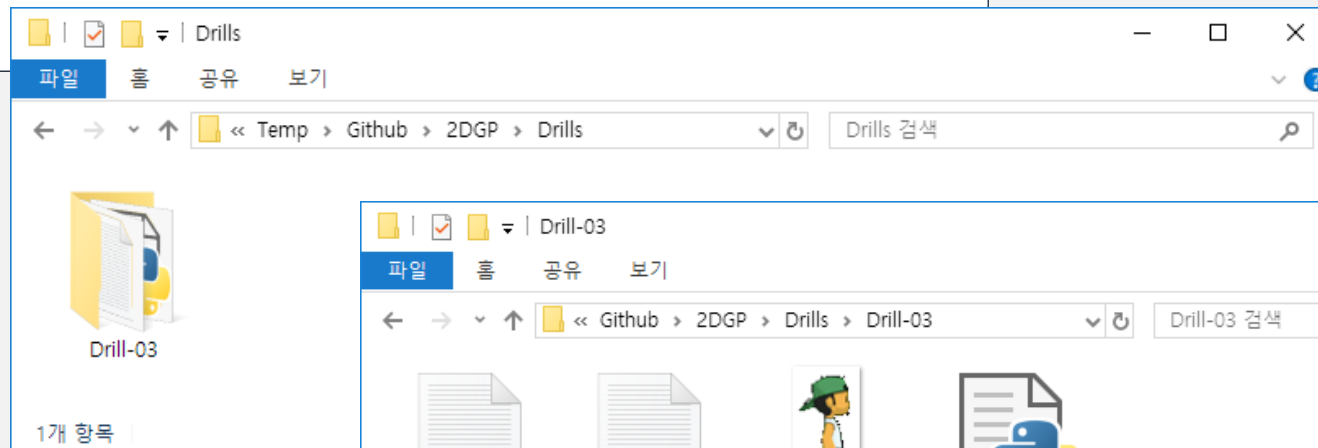 Drills
파일 홈 공유 보기
« Temp > Github > 2DGP > Drills
Drills 검색
Drill-03
1개 항목
Drill-03
파일 홈 공유 보기
« Github > 2DGP > Drills > Drill-03
Drill-03 검색